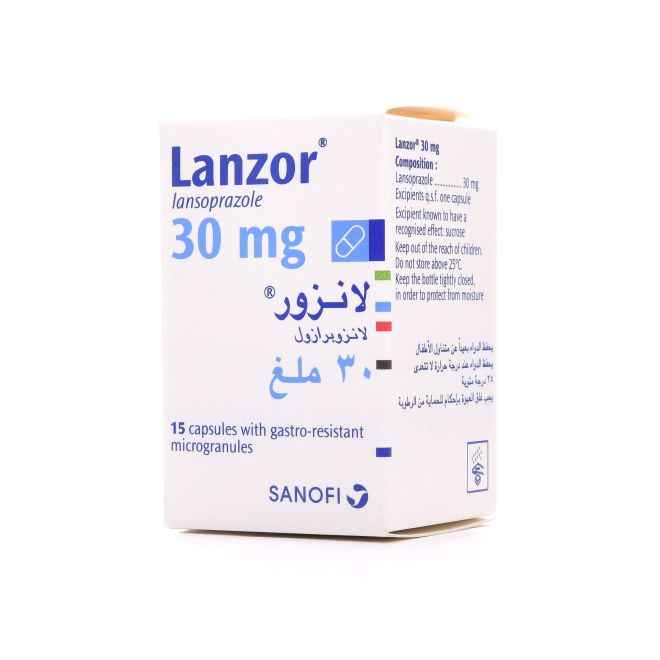 Lanzor®
lansoprazole
30 mg
لانزور®
لانزوبرازول
٣٠ ملغ
15 capsules with gastro-resistant
microgranules
SANOFI
Lanzor® 30 mg
Composition :
Lansoprazole ........... 30 mg
Excipients q.s.f. one capsule
Excipient known to have a
recognised effect: sucrose
Keep out of the reach of children.
Do not store above 25°C.
Keep the bottle tightly closed,
in order to protect from moisture
يحفظ الدواء بعيداً عن متناول الأطفال
يحفظ الدواء عند درجة حرارة لا تتعدى
٢٥ درجة مئوية
يجب غلق العبوة بإحكام للحماية من الرطوبة